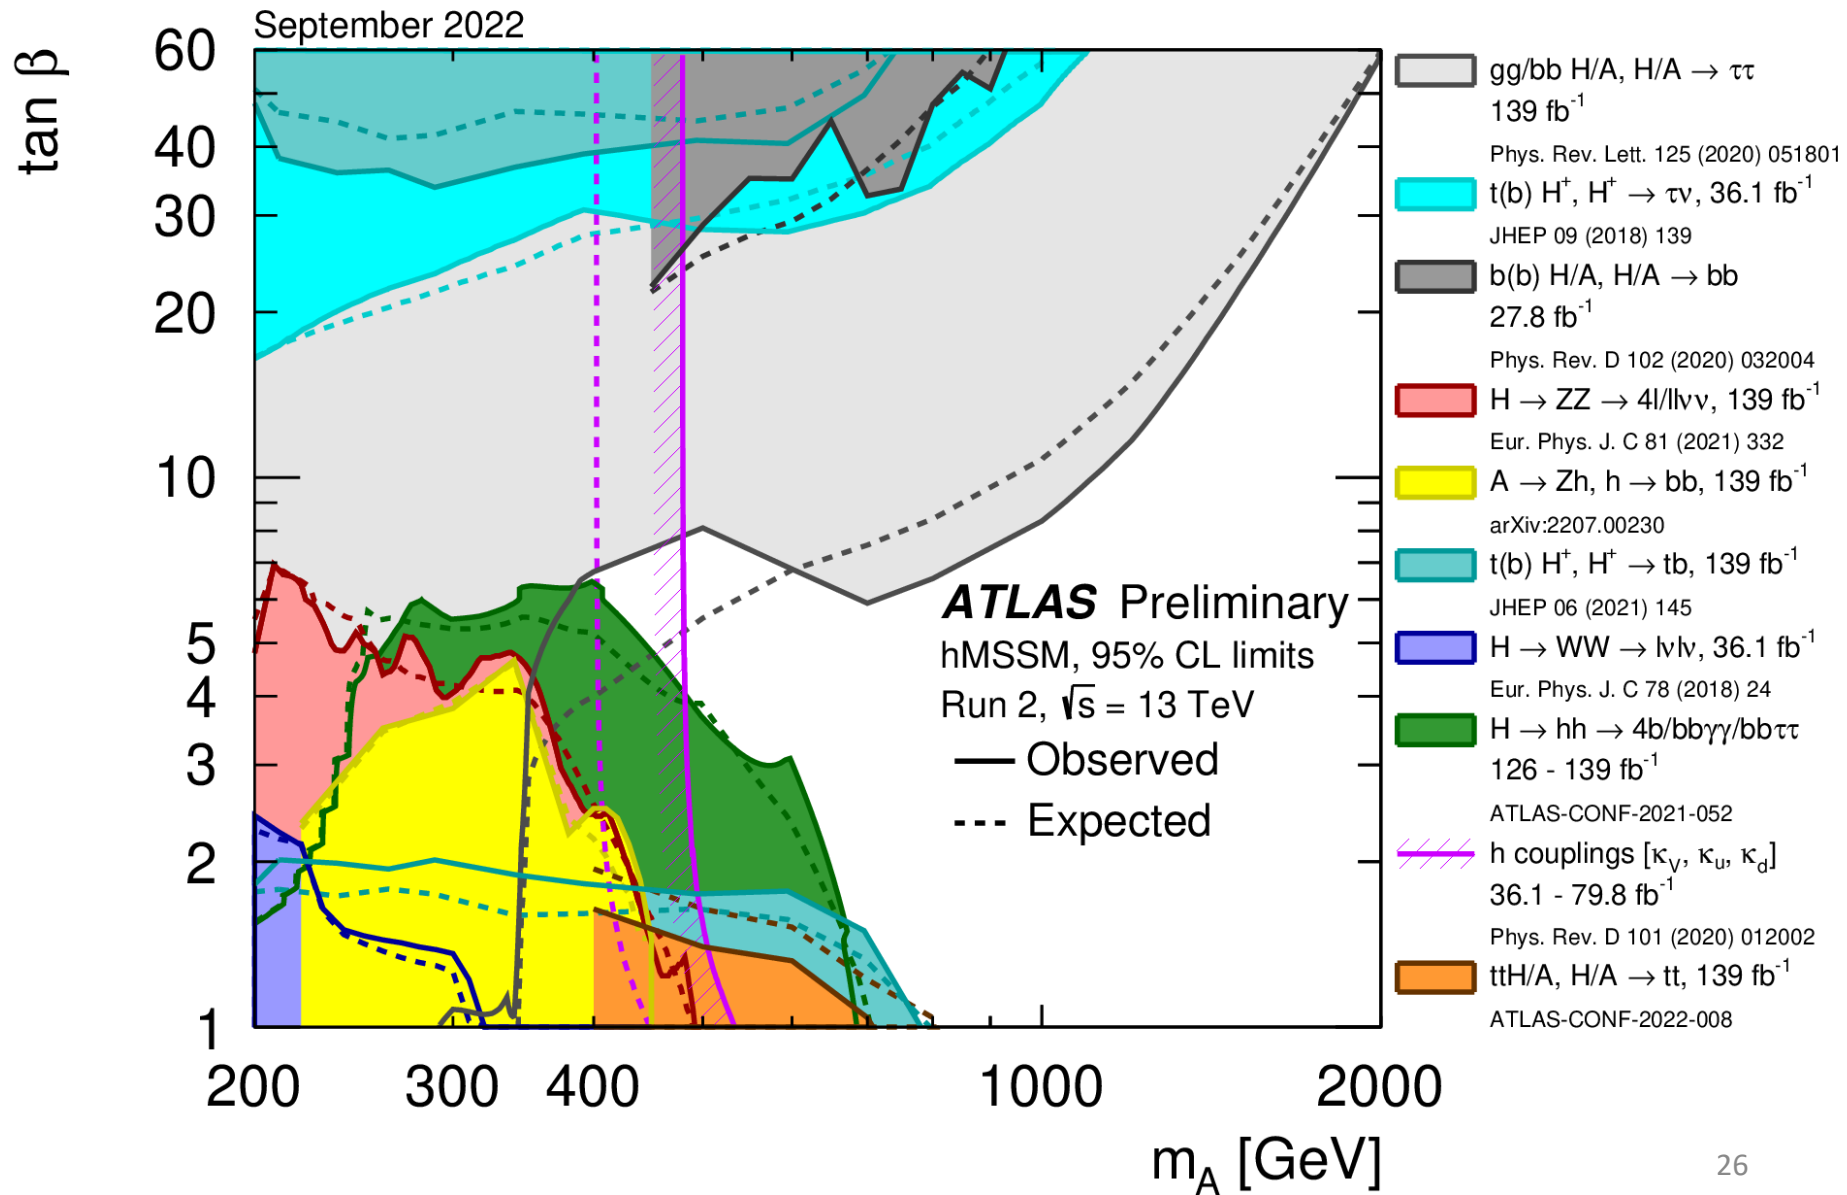 September 2022
tan β
60
40
30
20
10
5
4
3
2
1
200
300
400
1000
2000
m_A [GeV]
ATLAS Preliminary
hMSSM, 95% CL limits
Run 2, √s = 13 TeV
Observed
Expected
gg/bb H/A, H/A → ττ
139 fb⁻¹
Phys. Rev. Lett. 125 (2020) 051801
t(b) H⁺, H⁺ → τν, 36.1 fb⁻¹
JHEP 09 (2018) 139
b(b) H/A, H/A → bb
27.8 fb⁻¹
Phys. Rev. D 102 (2020) 032004
H → ZZ → 4l/llνν, 139 fb⁻¹
Eur. Phys. J. C 81 (2021) 332
A → Zh, h → bb, 139 fb⁻¹
arXiv:2207.00230
t(b) H⁺, H⁺ → tb, 139 fb⁻¹
JHEP 06 (2021) 145
H → WW → lνlν, 36.1 fb⁻¹
Eur. Phys. J. C 78 (2018) 24
H → hh → 4b/bbγγ/bbττ
126 - 139 fb⁻¹
ATLAS-CONF-2021-052
h couplings [κ_V, κ_u, κ_d]
36.1 - 79.8 fb⁻¹
Phys. Rev. D 101 (2020) 012002
ttH/A, H/A → tt, 139 fb⁻¹
ATLAS-CONF-2022-008
26